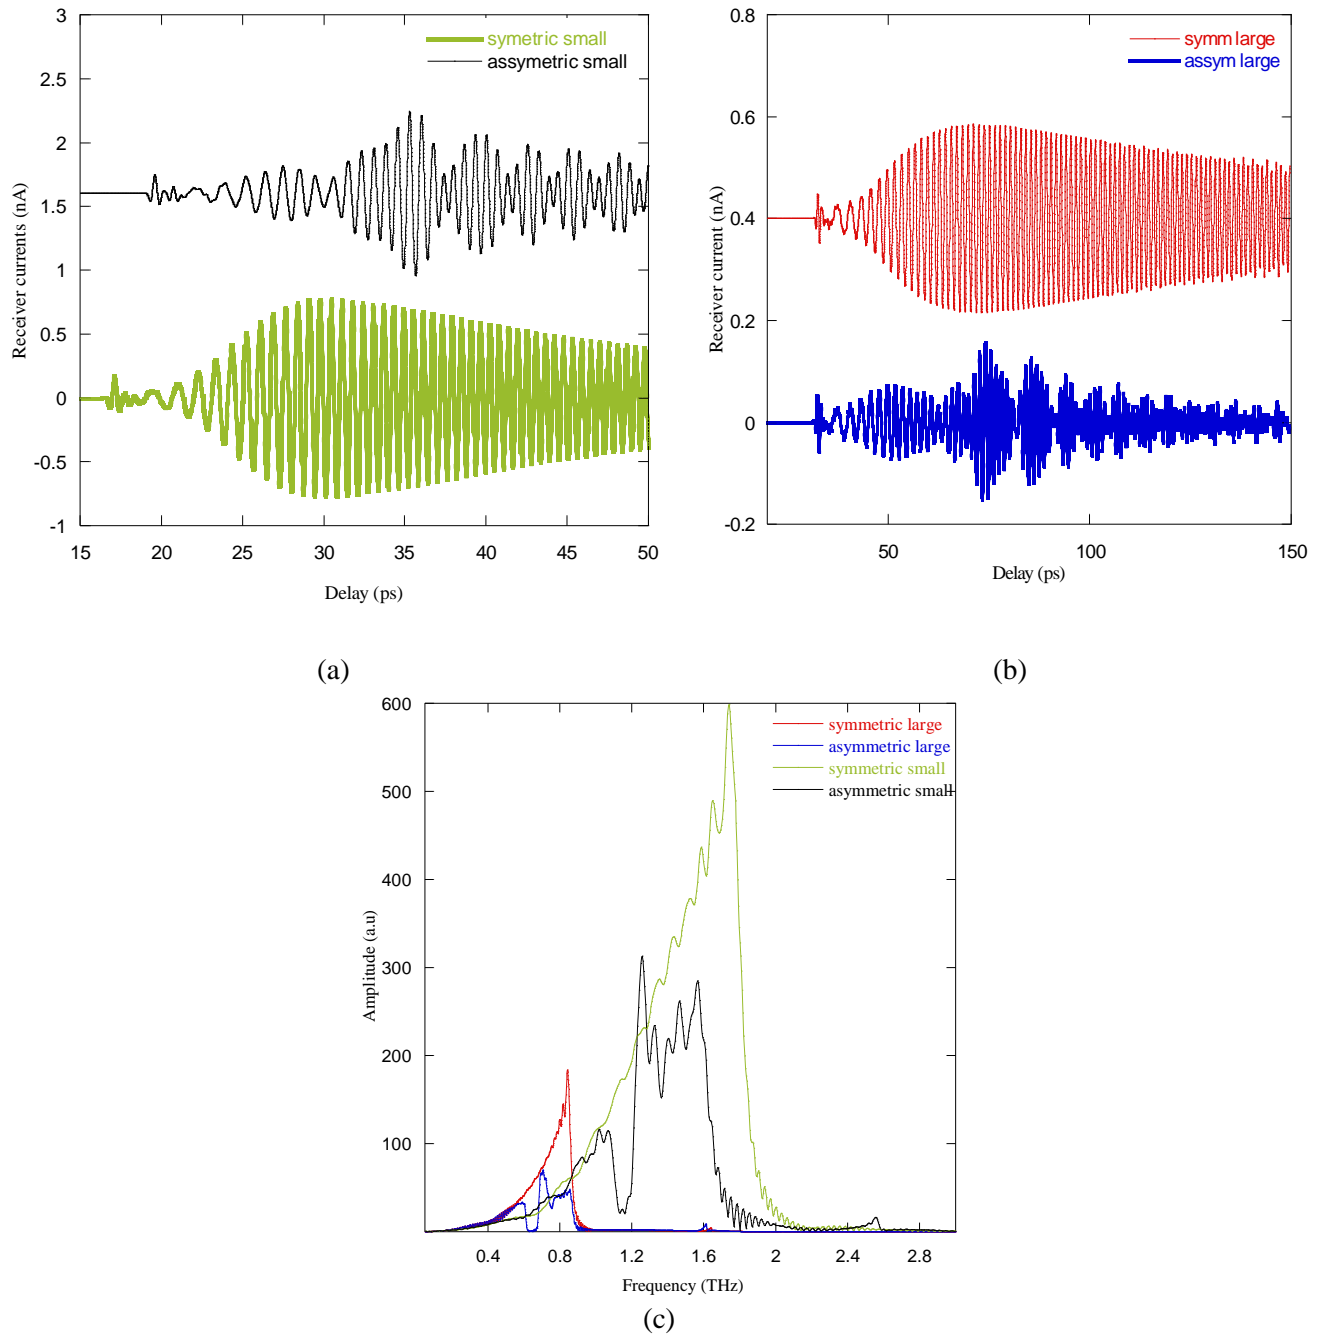 3
2.5
2
1.5
1
0.5
0
-0.5
-1
15 20 25 30 35 40 45 50
Receiver currents (nA)
Delay (ps)
symetric small
assymetric small
(a)
0.8
0.6
0.4
0.2
0
-0.2
50 100 150
Receiver current (nA)
Delay (ps)
symm large
assym large
(b)
600
500
400
300
200
100
0.4 0.8 1.2 1.6 2 2.4 2.8
Amplitude (a.u)
Frequency (THz)
symmetric large
asymmetric large
symmetric small
asymmetric small
(c)